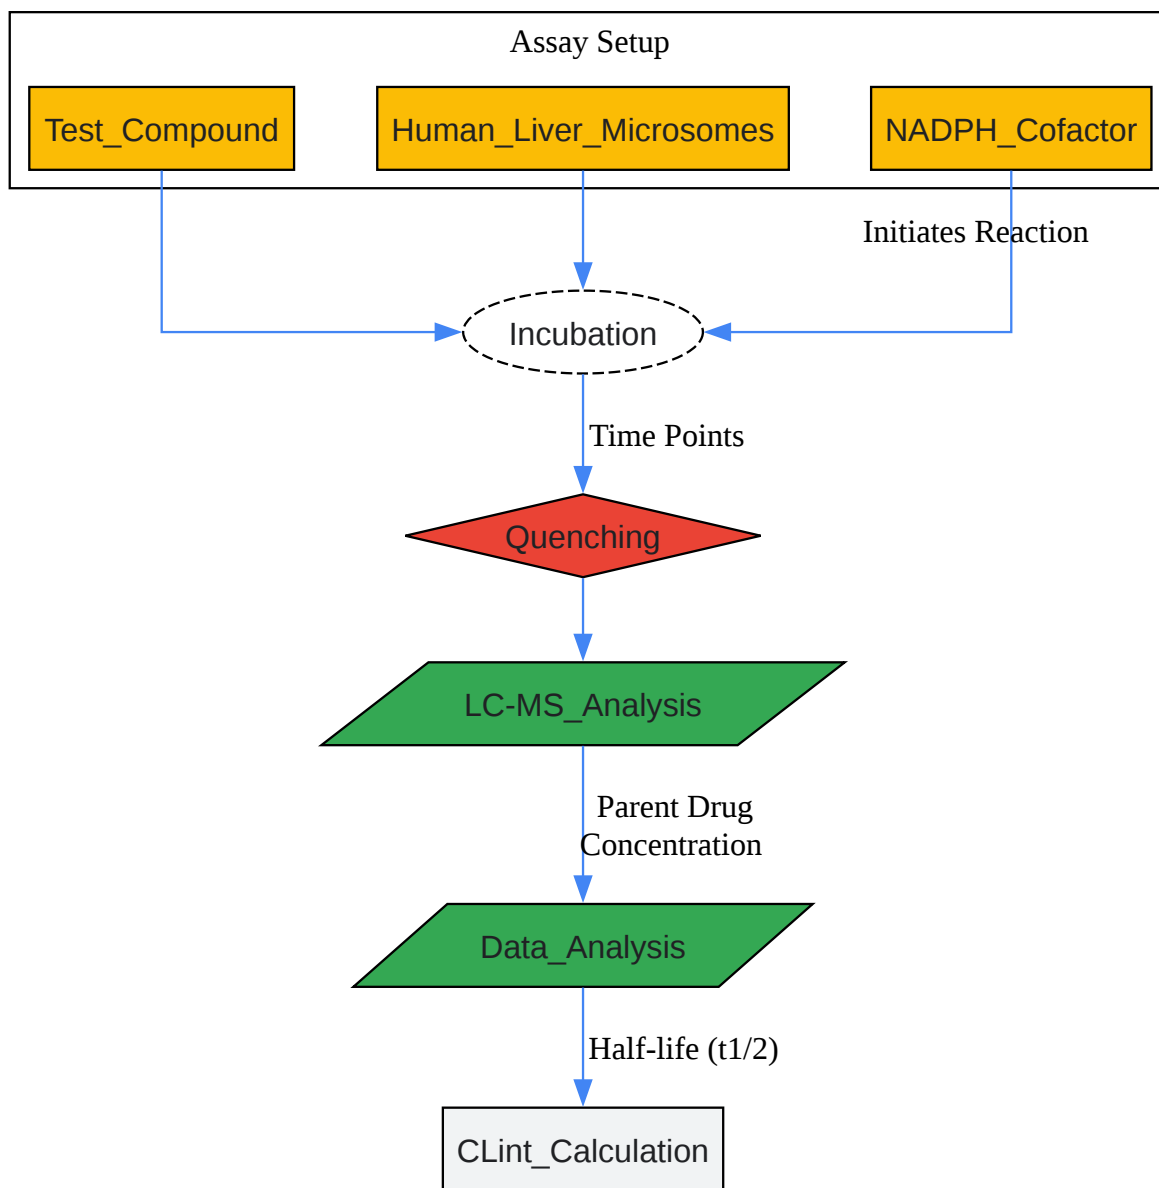 Assay Setup
Test_Compound
Human_Liver_Microsomes
NADPH_Cofactor
Initiates Reaction
Incubation
Time Points
Quenching
LC-MS_Analysis
Parent Drug
Concentration
Data_Analysis
Half-life (t1/2)
CLint_Calculation